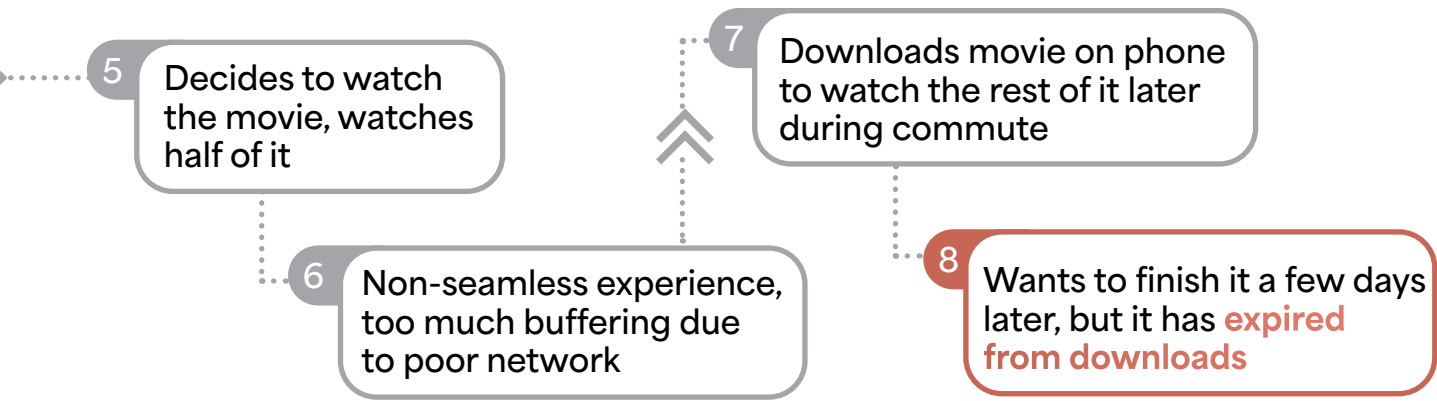 5
Decides to watch
the movie, watches
half of it
6
Non-seamless experience,
too much buffering due
to poor network
7
Downloads movie on phone
to watch the rest of it later
during commute
8
Wants to finish it a few days
later, but it has expired
from downloads